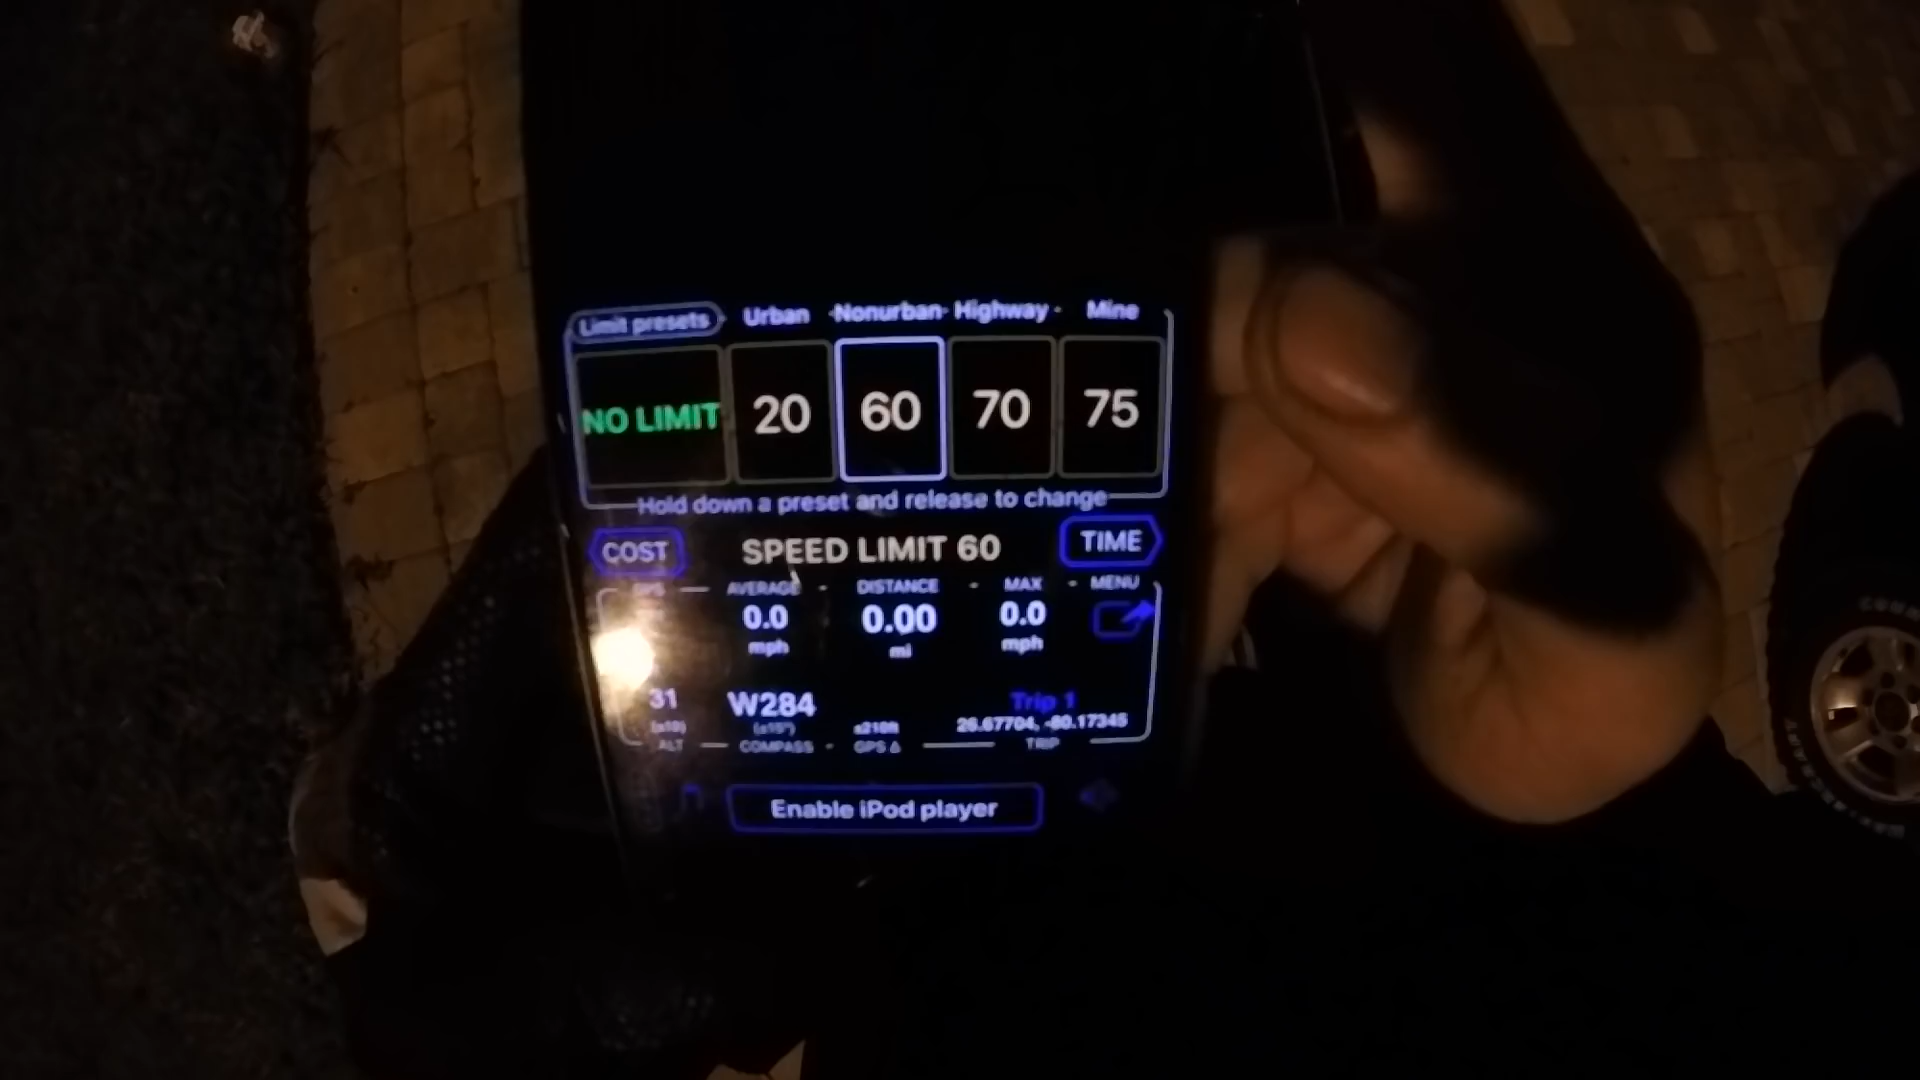 Limit presets Urban Nonurban Highway Mine
NO LIMIT 20 60 70 75
Hold down a preset and release to change
COST SPEED LIMIT 60 TIME
GPS AVERAGE DISTANCE MAX MENU
0.0 0.00 0.0
mph mi mph
31 W284 Trip 1
26.67704, -80.17345
ALT COMPASS GPS Δ TRIP
Enable iPod player